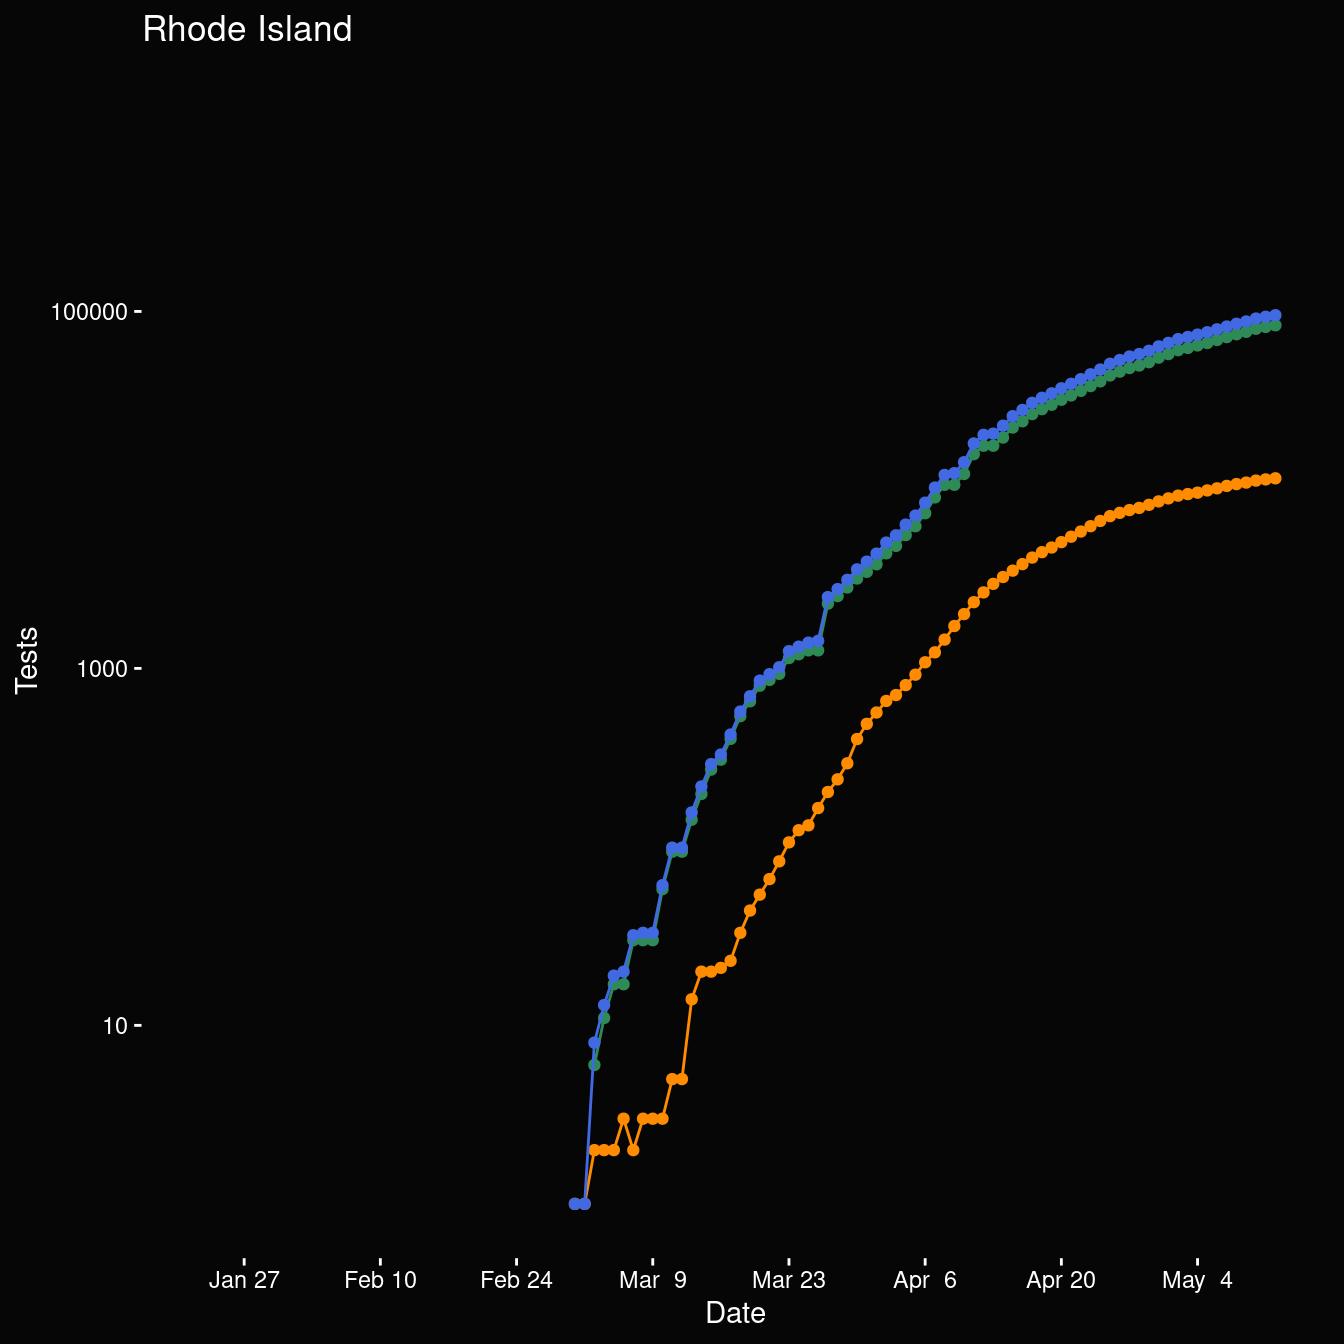 Rhode Island
100000
1000
10
Tests
Jan 27
Feb 10
Feb 24
Mar  9
Mar 23
Apr  6
Apr 20
May  4
Date